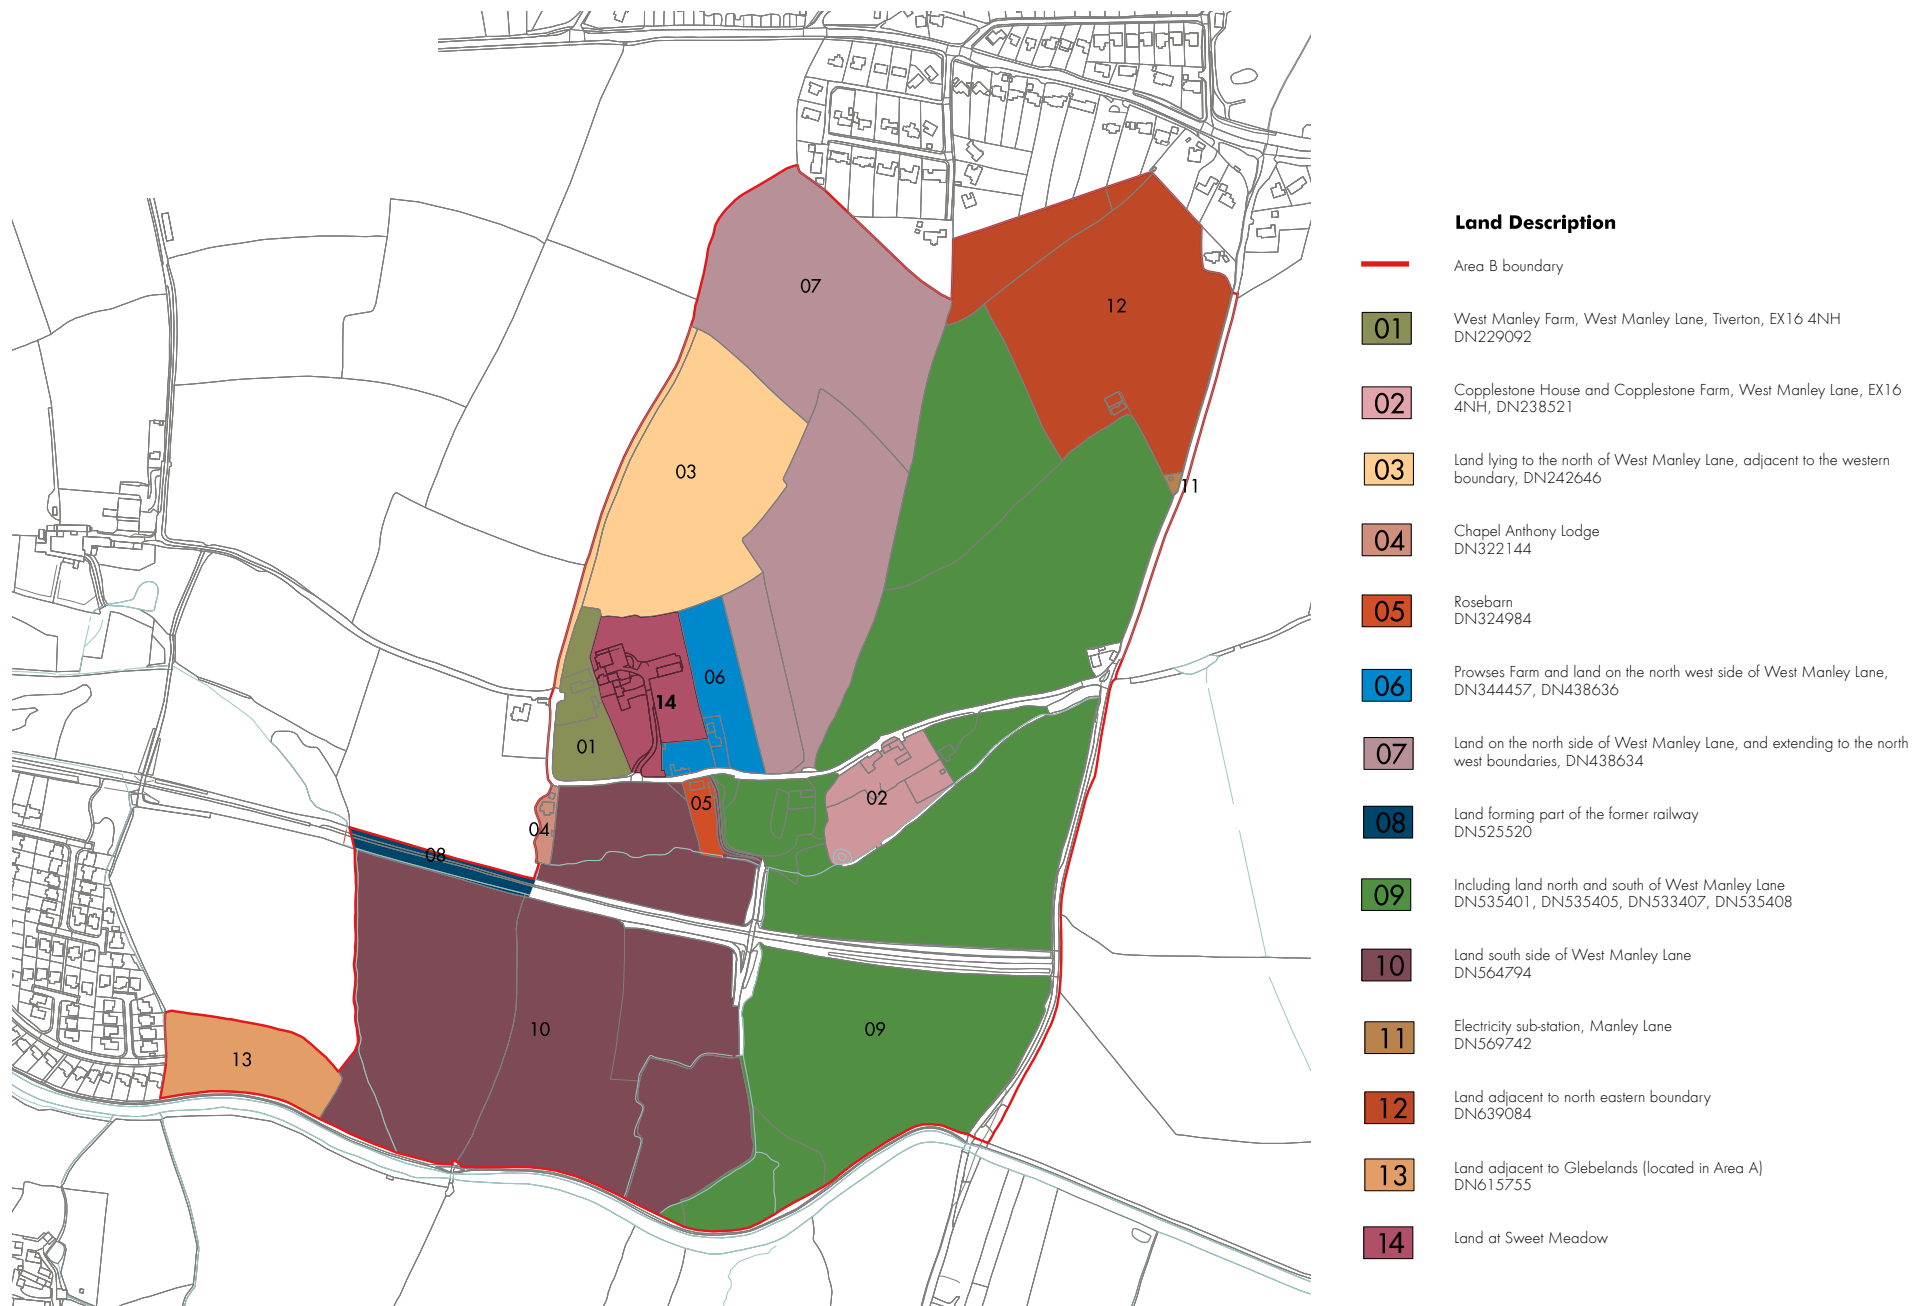 07
12
03
11
06
14
01
02
05
04
08
10
09
13
Land Description
Area B boundary
01
West Manley Farm, West Manley Lane, Tiverton, EX16 4NH
DN229092
02
Copplestone House and Copplestone Farm, West Manley Lane, EX16
4NH, DN238521
03
Land lying to the north of West Manley Lane, adjacent to the western
boundary, DN242646
04
Chapel Anthony Lodge
DN322144
05
Rosebarn
DN324984
06
Prowses Farm and land on the north west side of West Manley Lane,
DN344457, DN438636
07
Land on the north side of West Manley Lane, and extending to the north
west boundaries, DN438634
08
Land forming part of the former railway
DN525520
09
Including land north and south of West Manley Lane
DN535401, DN535405, DN533407, DN535408
10
Land south side of West Manley Lane
DN564794
11
Electricity sub-station, Manley Lane
DN569742
12
Land adjacent to north eastern boundary
DN639084
13
Land adjacent to Glebelands (located in Area A)
DN615755
14
Land at Sweet Meadow